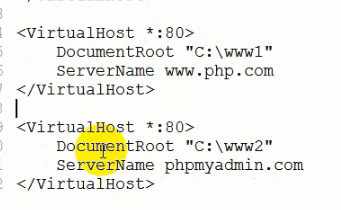 <VirtualHost *:80>
DocumentRoot "C:\www1"
ServerName www.php.com
</VirtualHost>
<VirtualHost *:80>
DocumentRoot "C:\www2"
ServerName phpmyadmin.com
</VirtualHost>